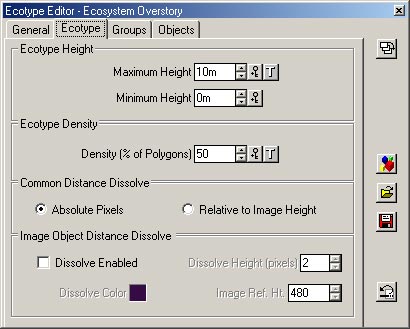 Ecotype Editor - Ecosystem Overstory
General Ecotype Groups Objects
Ecotype Height
Maximum Height 10m T
Minimum Height 0m
Ecotype Density
Density (% of Polygons) 50 T
Common Distance Dissolve
Absolute Pixels Relative to Image Height
Image Object Distance Dissolve
Dissolve Enabled Dissolve Height (pixels) 2
Dissolve Color Image Ref. Ht. 480